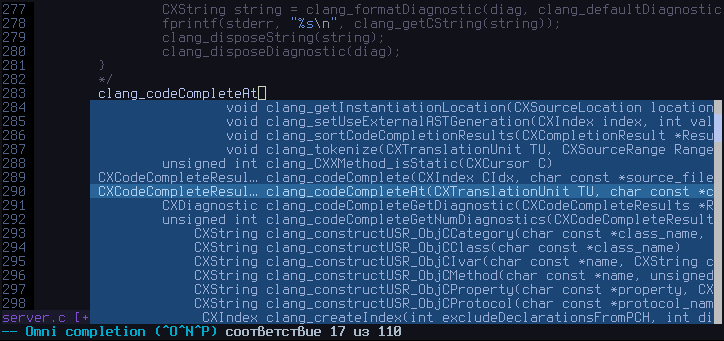 277 CXString string = clang_formatDiagnostic(diag, clang_defaultDiagnostic
278 fprintf(stderr, "%s\n", clang_getCString(string));
279 clang_disposeString(string);
280 clang_disposeDiagnostic(diag);
281 }
282 */
283 clang_codeCompleteAt
284 void clang_getInstantiationLocation(CXSourceLocation location
285 void clang_setUseExternalASTGeneration(CXIndex index, int val
286 void clang_sortCodeCompletionResults(CXCompletionResult *Resu
287 void clang_tokenize(CXTranslationUnit TU, CXSourceRange Range
288 unsigned int clang_CXXMethod_isStatic(CXCursor C)
289 CXCodeCompleteResul… clang_codeComplete(CXIndex CIdx, char const *source_file
290 CXCodeCompleteResul… clang_codeCompleteAt(CXTranslationUnit TU, char const *c
291 CXDiagnostic clang_codeCompleteGetDiagnostic(CXCodeCompleteResults *R
292 unsigned int clang_codeCompleteGetNumDiagnostics(CXCodeCompleteResult
293 CXString clang_constructUSR_ObjCCategory(char const *class_name,
294 CXString clang_constructUSR_ObjCClass(char const *class_name)
295 CXString clang_constructUSR_ObjCIvar(char const *name, CXString c
296 CXString clang_constructUSR_ObjCMethod(char const *name, unsigned
297 CXString clang_constructUSR_ObjCProperty(char const *property, CX
298 CXString clang_constructUSR_ObjCProtocol(char const *protocol_nam
server.c [+ CXIndex clang_createIndex(int excludeDeclarationsFromPCH, int di
-- Omni completion (^O^N^P) соответствие 17 из 110